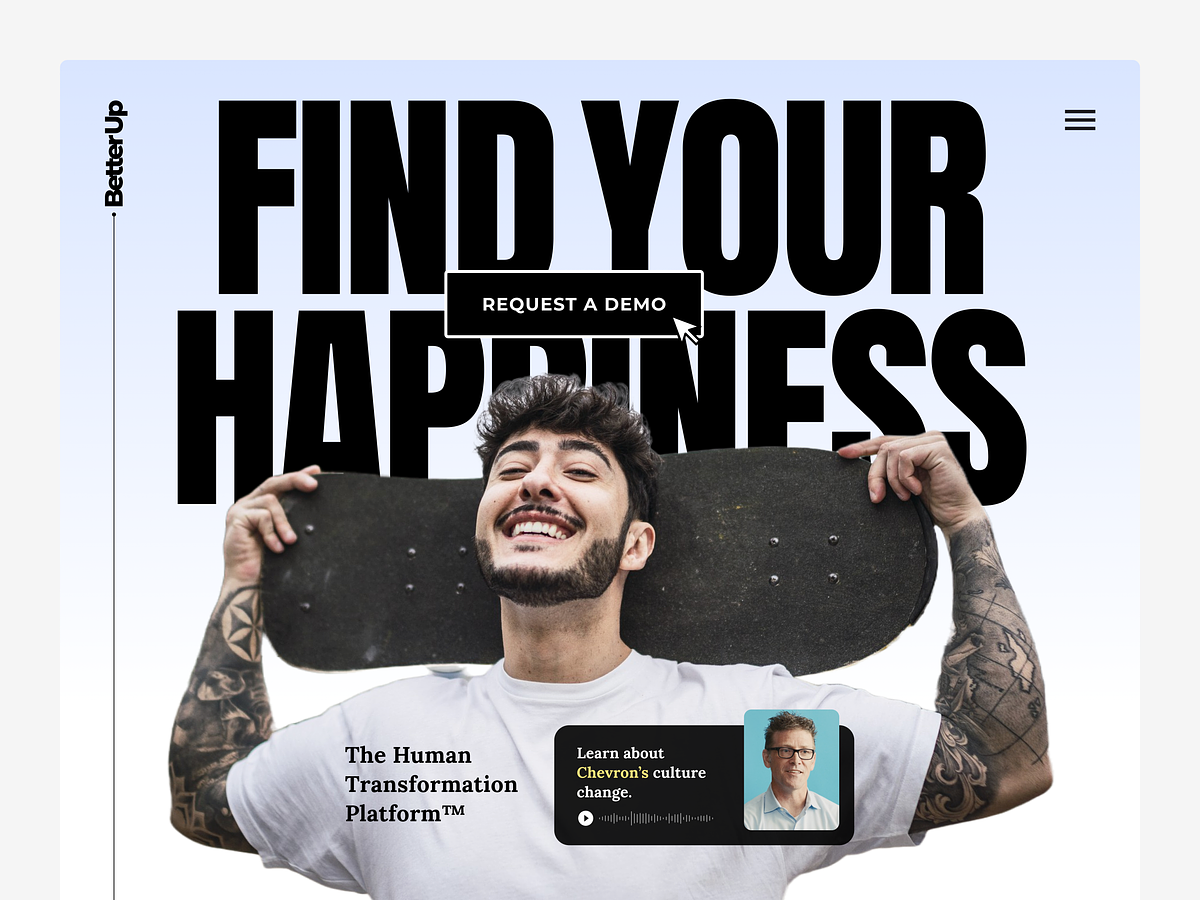 BetterUp
FIND YOUR
REQUEST A DEMO
HAPPINESS
The Human
Transformation
Platform™
Learn about
Chevron's culture
change.